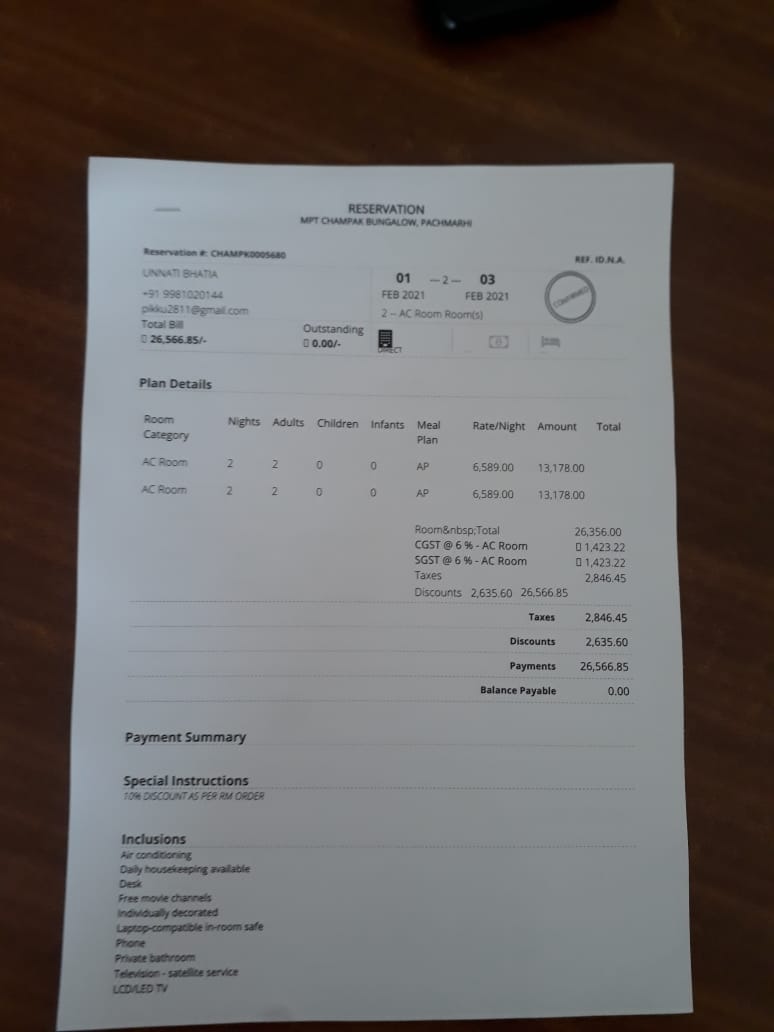 RESERVATION
MPT CHAMPAK BUNGALOW, PACHMARHI
Reservation #: CHAMPK0005680
REF. ID.N.A.
UNNATI BHATIA
+91 9981020144
pikku2811@gmail.com
Total Bill
26,566.85/-
Outstanding
0.00/-
01 — 2 — 03
FEB 2021 FEB 2021
2 -- AC Room Room(s)
CONFIRMED
DIRECT
Plan Details
Room Category Nights Adults Children Infants Meal Plan Rate/Night Amount Total
AC Room 2 2 0 0 AP 6,589.00 13,178.00
AC Room 2 2 0 0 AP 6,589.00 13,178.00
Room&nbsp;Total 26,356.00
CGST @ 6 % - AC Room 1,423.22
SGST @ 6 % - AC Room 1,423.22
Taxes 2,846.45
Discounts 2,635.60 26,566.85
Taxes 2,846.45
Discounts 2,635.60
Payments 26,566.85
Balance Payable 0.00
Payment Summary
Special Instructions
10% DISCOUNT AS PER RM ORDER
Inclusions
Air conditioning
Daily housekeeping available
Desk
Free movie channels
Individually decorated
Laptop-compatible in-room safe
Phone
Private bathroom
Television - satellite service
LCD/LED TV